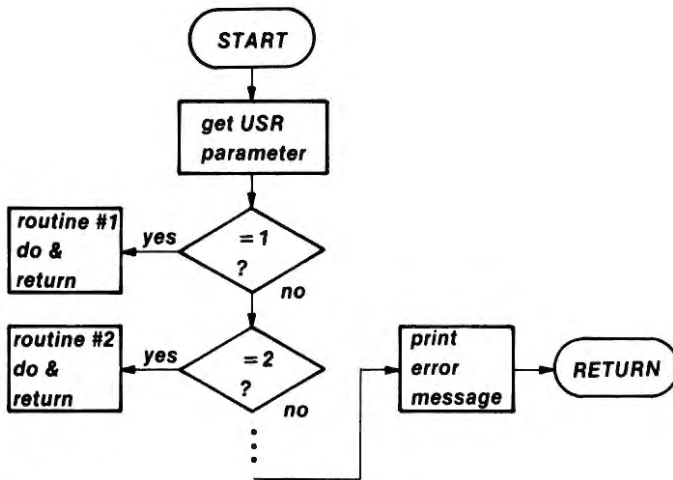 START
get USR
parameter
routine #1
do &
return
yes
= 1
?
no
routine #2
do &
return
yes
= 2
?
no
print
error
message
RETURN